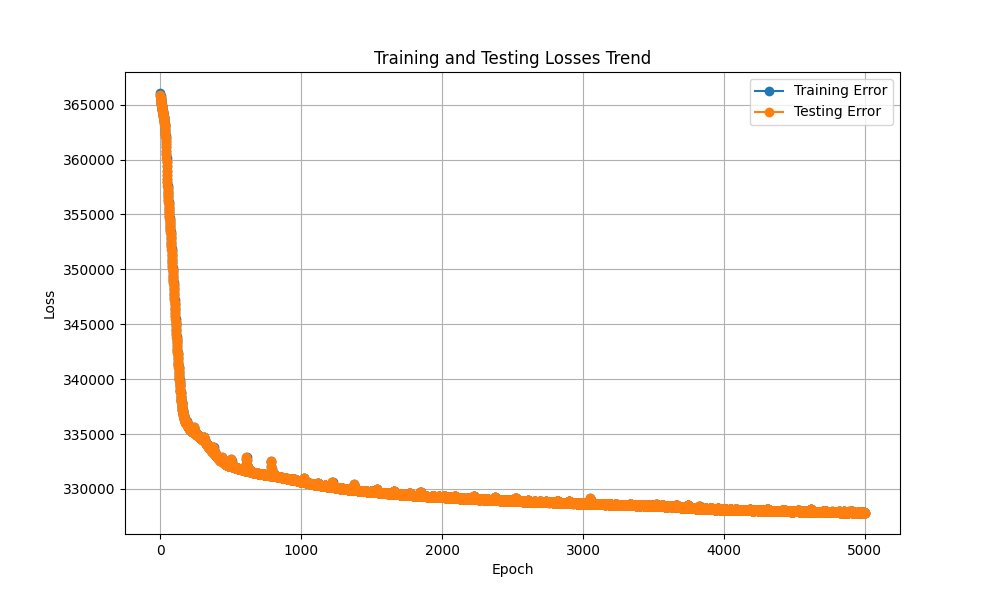 Training and Testing Losses Trend
Training Error
Testing Error
365000
360000
355000
350000
345000
340000
335000
330000
Loss
0 1000 2000 3000 4000 5000
Epoch